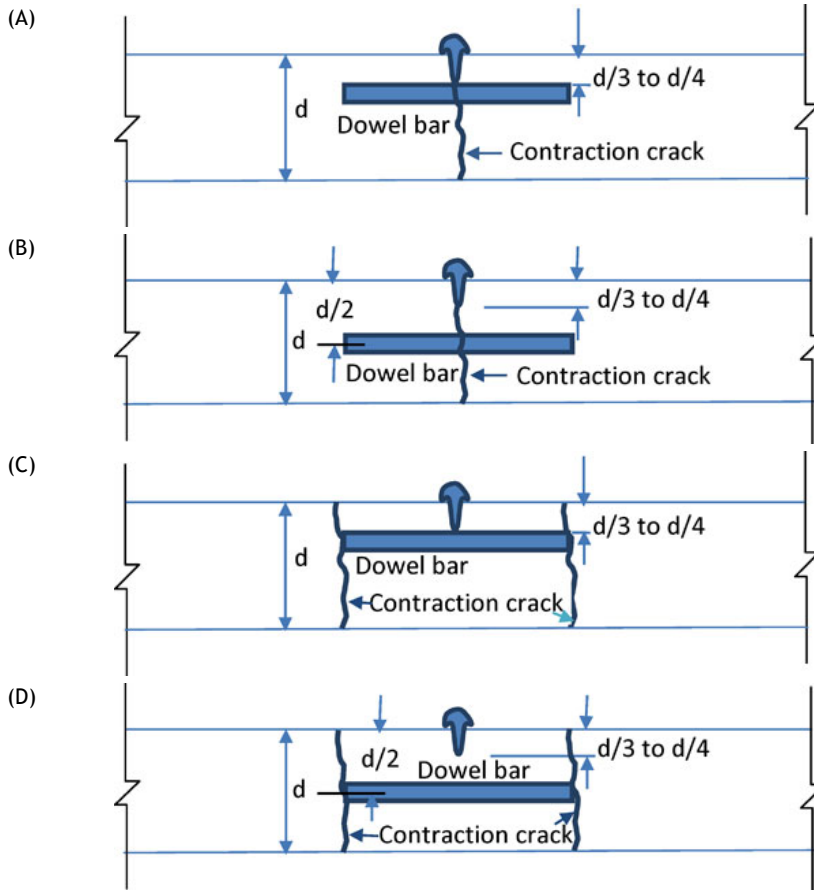 (A)
d
d/3 to d/4
Dowel bar
Contraction crack
(B)
d/2
d/3 to d/4
d
Dowel bar
Contraction crack
(C)
d/3 to d/4
d
Dowel bar
Contraction crack
(D)
d/2
d/3 to d/4
Dowel bar
d
Contraction crack